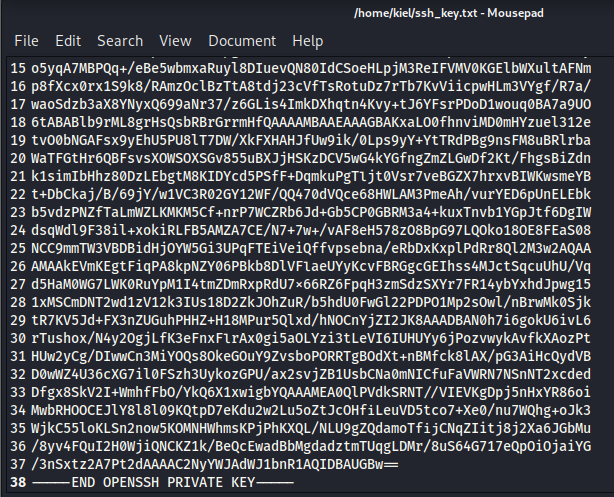 /home/kiel/ssh_key.txt - Mousepad
File Edit Search View Document Help
15 o5yqA7MBPQq+/eBe5wbmxaRuyl8DIuevQN80IdCSoeHLpjM3ReIFVMV0KGElbWXultAFNm
16 p8fXcx0rx1S9k8/RAmzOclBzTtA8tdj23cVfTsRotuDz7rTb7KvViicpwHLm3VYgf/R7a/
17 waoSdzb3aX8YNyxQ699aNr37/z6GLis4ImkDXhqtn4Kvy+tJ6YFsrPDoD1wouq0BA7a9UO
18 6tABABlb9rML8grHsQsbRBrGrrmHfQAAAAMBAAEAAAGBAKxaLO0fhnviMD0mHYzuel312e
19 tvO0bNGAFsx9yEhU5PU8lT7DW/XkFXHAHJfUw9ik/0Lps9yY+YtTRdPBg9nsFM8uBRlrba
20 WaTFGtHr6QBFsvsXOWSOXSGv855uBXJjHSKzDCV5wG4kYGfngZmZLGwDf2Kt/FhgsBiZdn
21 k1simIbHhz80DzLEbgtM8KIDYcd5PSfF+DqmkuPgTljt0Vsr7veBGZX7hrxvBIWKwsmeYB
22 t+DbCkaj/B/69jY/w1VC3R02GY12WF/QQ470dVQce68HWLAM3PmeAh/vurYED6pUnELEbk
23 b5vdzPNZfTaLmWZLKMKM5Cf+nrP7WCZRb6Jd+Gb5CP0GBRM3a4+kuxTnvb1YGpJtf6DgIW
24 dsqWdl9F38il+xokiRLFB5AMZA7CE/N7+7w+/vAF8eH578zO8BpG97LQOko18OE8FEaS08
25 NCC9mmTW3VBDBidHjOYW5Gi3UPqFTEiVeiQffvpsebna/eRbDxKxplPdRr8Ql2M3w2AQAA
26 AMAAkEVmKEgtFiqPA8kpNZY06PBkb8DlVFlaeUYyKcvFBRGgcGEIhss4MJctSqcuUhU/Vq
27 d5HaM0WG7LWK0RuYpM1I4tmZDmRxpRdU7×66RZ6FpqH3zmSdzSXYr7FR14ybYxhdJpwg15
28 1xMSCmDNT2wd1zV12k3IUs18D2ZkJOhZuR/b5hdU0FwGl22PDPO1Mp2sOwl/nBrwMk0Sjk
29 tR7KV5Jd+FX3nZUGuhPHHZ+H18MPur5Qlxd/hNOCnYjZI2JK8AAADBAN0h7i6gokU6ivL6
30 rTushox/N4y2OgjLfK3eFnxFlrAx0gi5aOLYzi3tLeVI6IUHUYy6jPozvwykAvfkXAozPt
31 HUw2yCg/DIwwCn3MiYOQs8OkeGOuY9ZvsboPORRTgBOdXt+nBMfck8lAX/pG3AiHcQydVB
32 D0wWZ4U36cXG7il0FSzh3UykozGPU/ax2svjZB1UsbCNa0mNICfuFaVWRN7NSnNT2xcded
33 Dfgx8SkV2I+WmhfFbO/YkQ6X1xwigbYQAAAMEA0QlPVdkSRNT//VIEVKgDpj5nHxYR86oi
34 MwbRHOOCEJlY8l8l09KQtpD7eKdu2w2Lu5oZtJcOHfiLeuVD5tco7+Xe0/nu7WQhg+oJk3
35 WjkC55loKLSn2now5KOMNHWhmsKPjPhKXQL/NLU9gZQdamoTfijCNqZIitj8j2Xa6JGbMu
36 /8yv4FQuI2H0WjiQNCKZ1k/BeQcEwadBbMgdadztmTUqgLDMr/8uS64G717eQpOiOjaiYG
37 /3nSxtz2A7Pt2dAAAAC2NyYWJAdWJ1bnR1AQIDBAUGBw==
38 -----END OPENSSH PRIVATE KEY-----